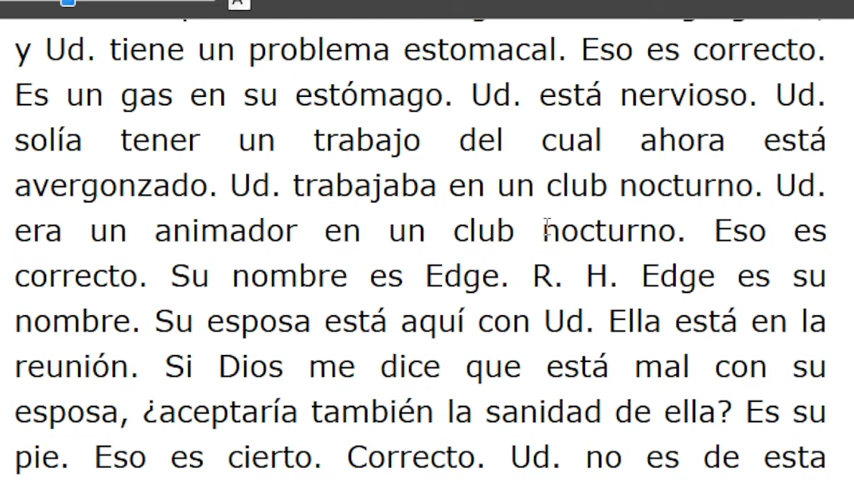 y Ud. tiene un problema estomacal. Eso es correcto.
Es un gas en su estómago. Ud. está nervioso. Ud.
solía tener un trabajo del cual ahora está
avergonzado. Ud. trabajaba en un club nocturno. Ud.
era un animador en un club nocturno. Eso es
correcto. Su nombre es Edge. R. H. Edge es su
nombre. Su esposa está aquí con Ud. Ella está en la
reunión. Si Dios me dice que está mal con su
esposa, ¿aceptaría también la sanidad de ella? Es su
pie. Eso es cierto. Correcto. Ud. no es de esta